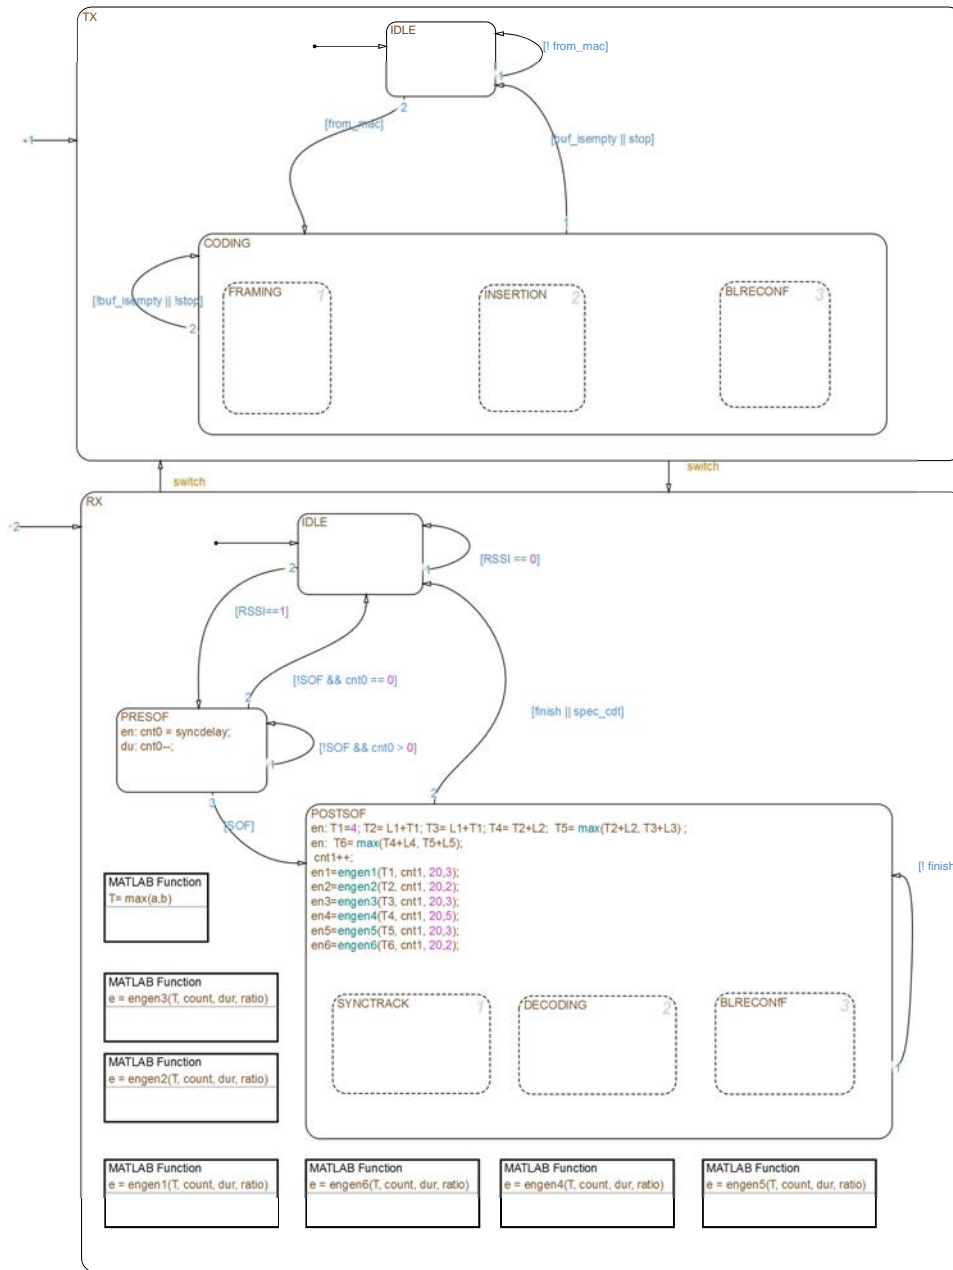 TX
IDLE
[! from_mac]
1
2
[from_mac]
1
[buf_isempty || stop]
1
CODING
[!buf_isempty || !stop]
2
FRAMING 1
INSERTION 2
BLRECONF 3
switch
switch
RX
2
IDLE
[RSSI == 0]
1
2
[RSSI==1]
[!SOF && cnt0 == 0]
2
[finish || spec_cdt]
PRESOF
en: cnt0 = syncdelay;
du: cnt0--;
[!SOF && cnt0 > 0]
1
3
[SOF]
2
POSTSOF
en: T1=4; T2= L1+T1; T3= L1+T1; T4= T2+L2; T5= max(T2+L2, T3+L3) ;
en: T6= max(T4+L4, T5+L5);
cnt1++;
en1=engen1(T1, cnt1, 20,3);
en2=engen2(T2, cnt1, 20,2);
en3=engen3(T3, cnt1, 20,3);
en4=engen4(T4, cnt1, 20,5);
en5=engen5(T5, cnt1, 20,3);
en6=engen6(T6, cnt1, 20,2);
[! finish
1
SYNCTRACK 1
DECODING 2
BLRECONfF 3
MATLAB Function
T= max(a,b)
MATLAB Function
e = engen3(T, count, dur, ratio)
MATLAB Function
e = engen2(T, count, dur, ratio)
MATLAB Function
e = engen1(T, count, dur, ratio)
MATLAB Function
e = engen6(T, count, dur, ratio)
MATLAB Function
e = engen4(T, count, dur, ratio)
MATLAB Function
e = engen5(T, count, dur, ratio)